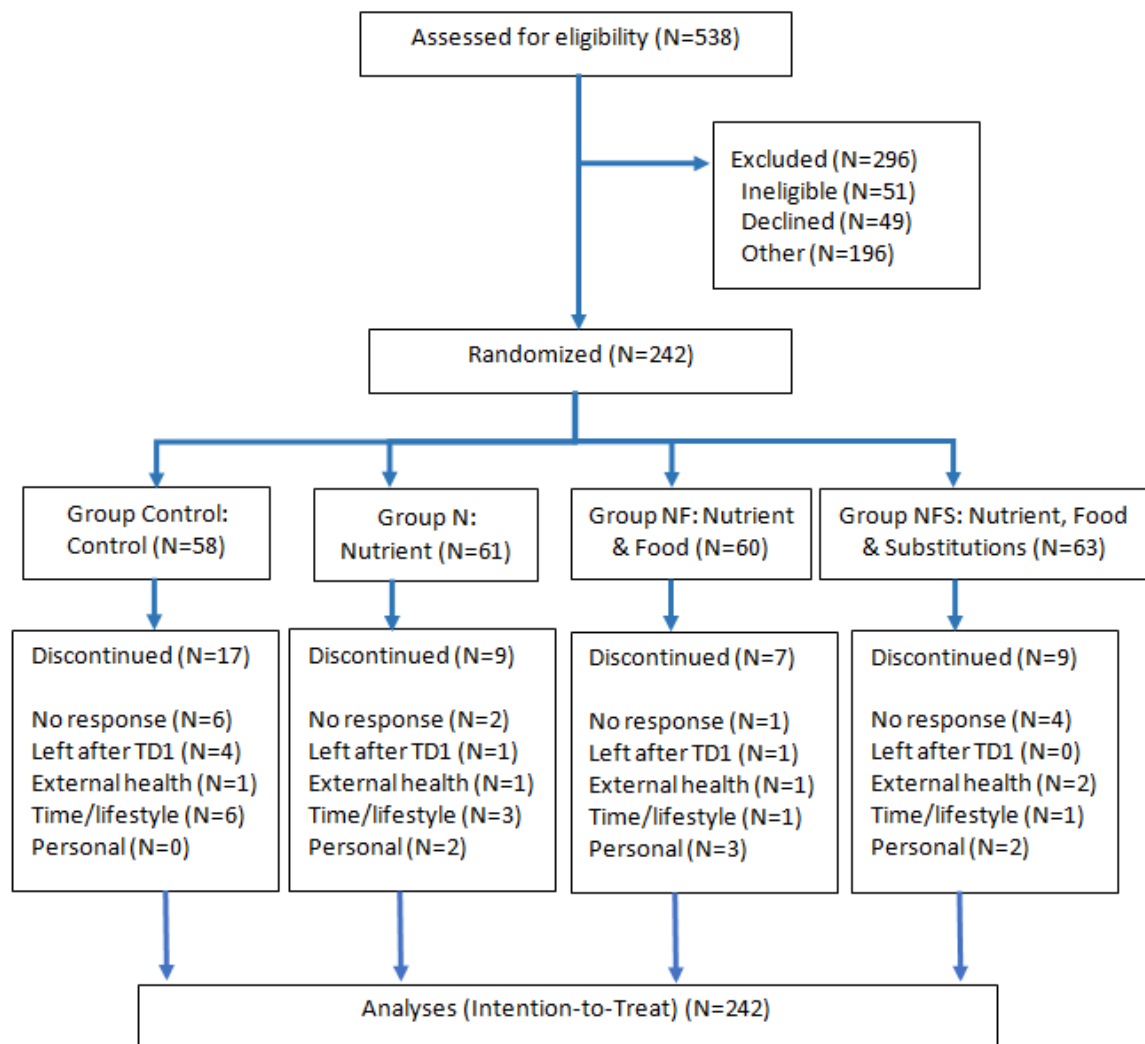 Assessed for eligibility (N=538)
Excluded (N=296)
Ineligible (N=51)
Declined (N=49)
Other (N=196)
Randomized (N=242)
Group Control:
Control (N=58)
Group N:
Nutrient (N=61)
Group NF: Nutrient
& Food (N=60)
Group NFS: Nutrient, Food
& Substitutions (N=63)
Discontinued (N=17)
No response (N=6)
Left after TD1 (N=4)
External health (N=1)
Time/lifestyle (N=6)
Personal (N=0)
Discontinued (N=9)
No response (N=2)
Left after TD1 (N=1)
External health (N=1)
Time/lifestyle (N=3)
Personal (N=2)
Discontinued (N=7)
No response (N=1)
Left after TD1 (N=1)
External health (N=1)
Time/lifestyle (N=1)
Personal (N=3)
Discontinued (N=9)
No response (N=4)
Left after TD1 (N=0)
External health (N=2)
Time/lifestyle (N=1)
Personal (N=2)
Analyses (Intention-to-Treat) (N=242)